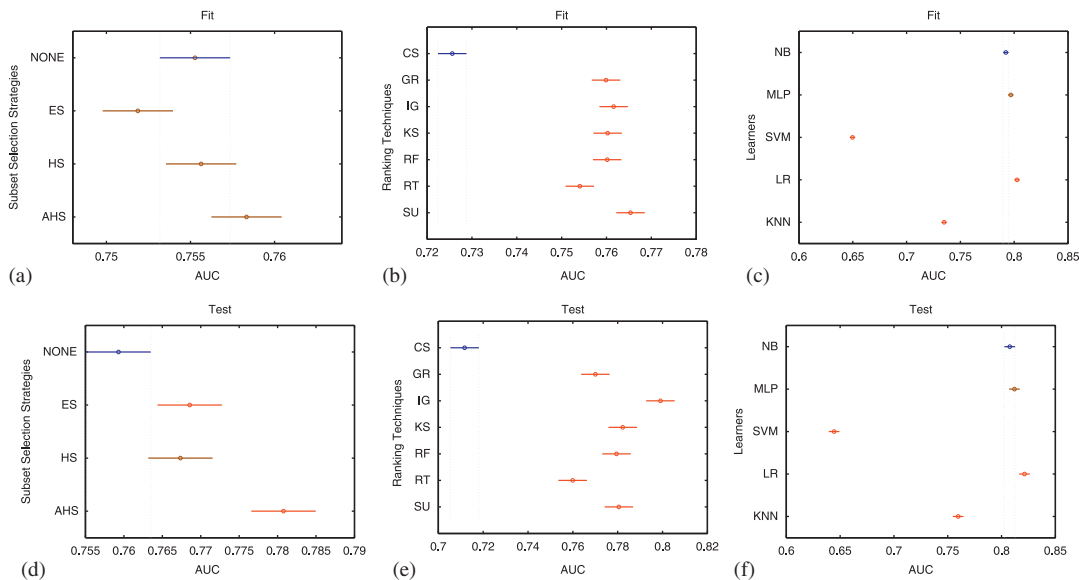 Fit
Subset Selection Strategies
NONE
ES
HS
AHS
0.75 0.755 0.76
AUC
(a)
Fit
Ranking Techniques
CS
GR
IG
KS
RF
RT
SU
0.72 0.73 0.74 0.75 0.76 0.77 0.78
AUC
(b)
Fit
Learners
NB
MLP
SVM
LR
KNN
0.6 0.65 0.7 0.75 0.8 0.85
AUC
(c)
Test
Subset Selection Strategies
NONE
ES
HS
AHS
0.755 0.76 0.765 0.77 0.775 0.78 0.785 0.79
AUC
(d)
Test
Ranking Techniques
CS
GR
IG
KS
RF
RT
SU
0.7 0.72 0.74 0.76 0.78 0.8 0.82
AUC
(e)
Test
Learners
NB
MLP
SVM
LR
KNN
0.6 0.65 0.7 0.75 0.8 0.85
AUC
(f)